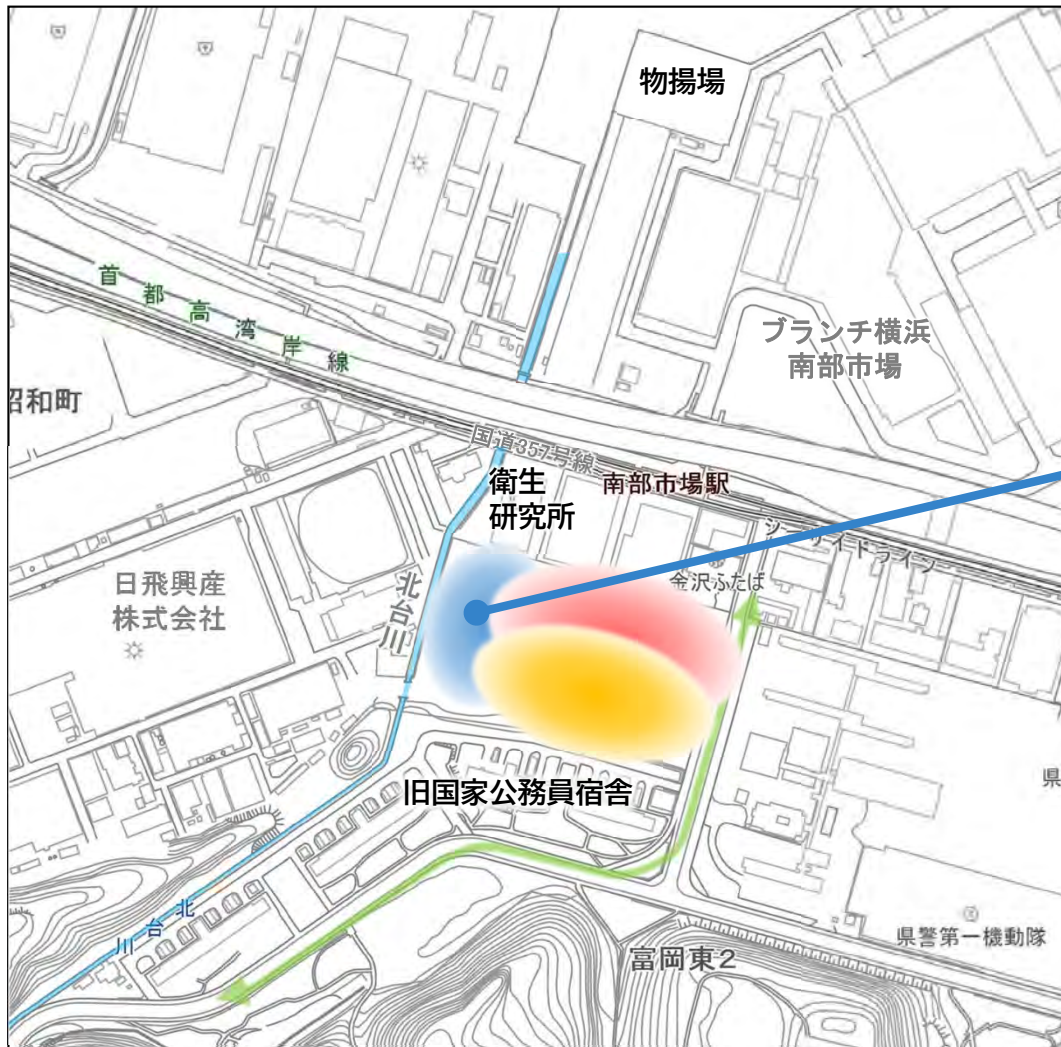 物揚場
首都高湾岸線
ブランチ横浜
南部市場
昭和町
国道357号線
衛生
研究所
南部市場駅
シーサイドライン
金沢ふたば
日飛興産
株式会社
北台川
旧国家公務員宿舎
県
北台川
県警第一機動隊
富岡東2